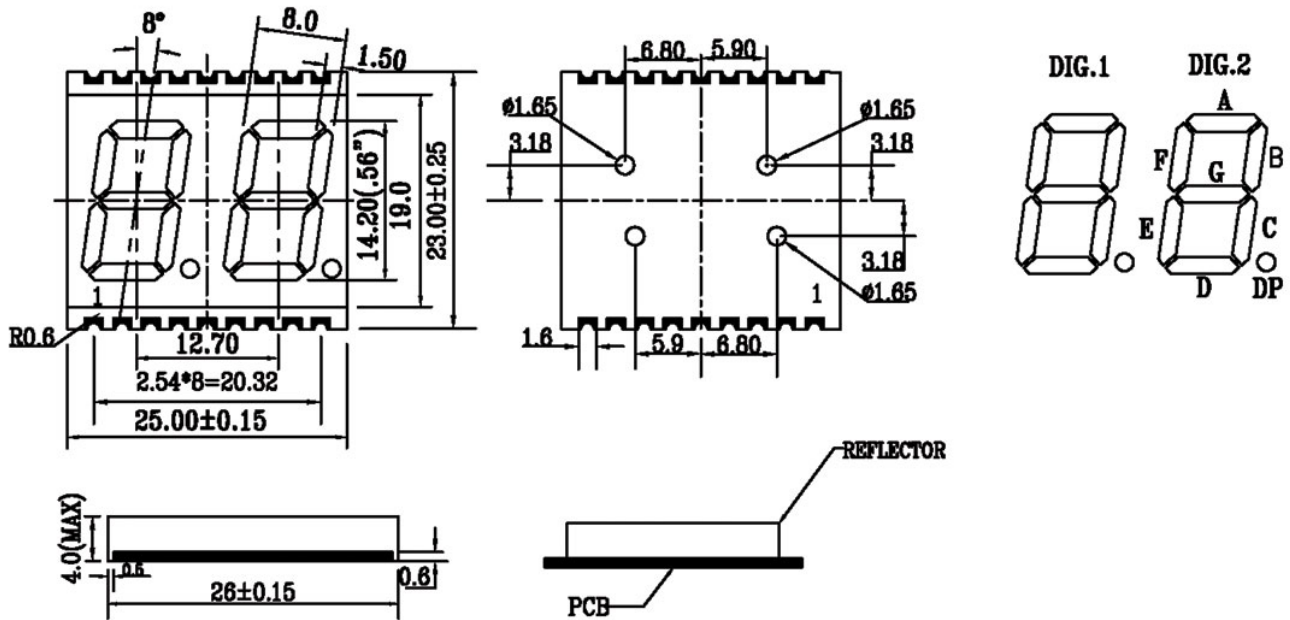 8°
8.0
1.50
14.20(.56")
19.0
23.00±0.25
1
R0.6
12.70
2.54*8=20.32
25.00±0.15
6.80
5.90
ø1.65
ø1.65
3.18
3.18
3.18
ø1.65
1
1.6
5.9
6.80
DIG.1
DIG.2
A
F
B
G
E
C
D
DP
4.0(MAX)
0.6
26±0.15
REFLECTOR
PCB